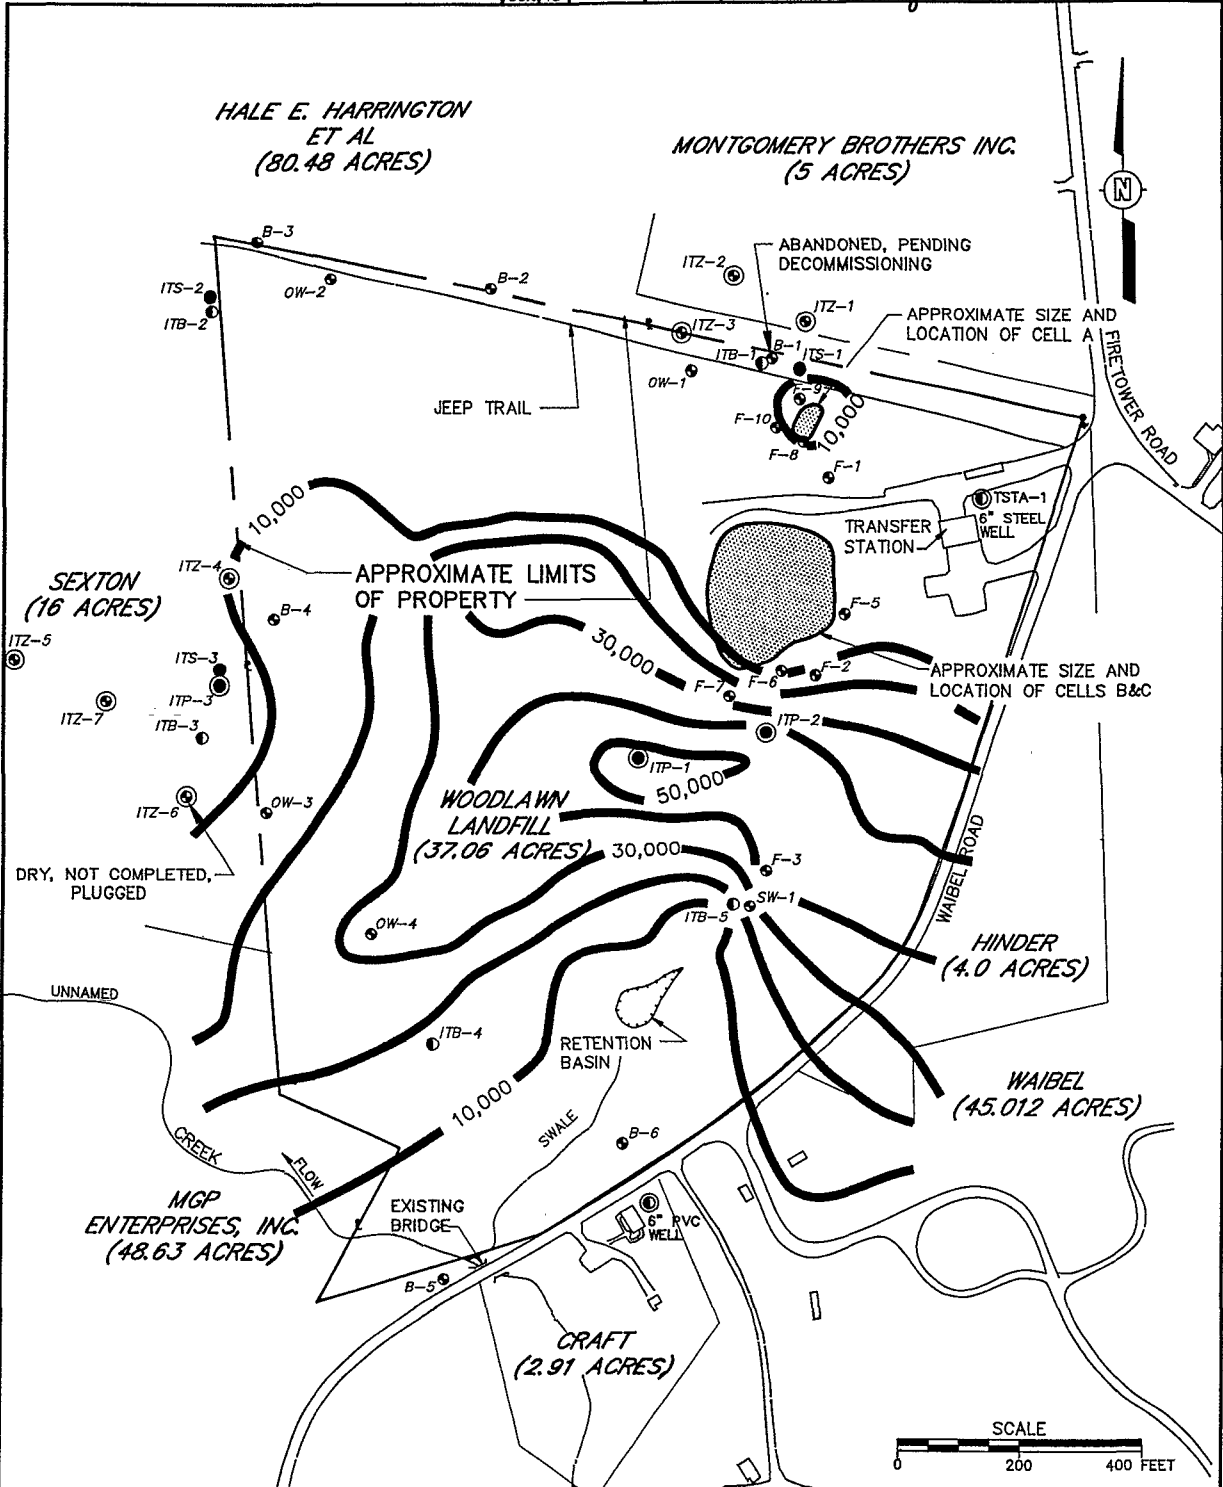 HALE E. HARRINGTON
ET AL
(80.48 ACRES)
MONTGOMERY BROTHERS INC.
(5 ACRES)
N
B-3
ITZ-2
ABANDONED, PENDING
DECOMMISSIONING
ITS-2
OW-2
B-2
ITB-2
ITZ-1
ITZ-3
APPROXIMATE SIZE AND
LOCATION OF CELL A
B-1
ITS-1
ITB-1
OW-1
FIRETOWER ROAD
F-9
JEEP TRAIL
F-10
10,000
F-8
F-1
10,000
TSTA-1
6" STEEL
WELL
TRANSFER
STATION
ITZ-4
APPROXIMATE LIMITS
OF PROPERTY
SEXTON
(16 ACRES)
B-4
F-5
ITZ-5
30,000
ITS-3
F-6
F-2
APPROXIMATE SIZE AND
LOCATION OF CELLS B&C
F-7
ITP-3
ITZ-7
ITB-3
ITP-2
ITP-1
50,000
ITZ-6
OW-3
WOODLAWN
LANDFILL
(37.06 ACRES)
30,000
DRY, NOT COMPLETED,
PLUGGED
F-3
WAIBEL ROAD
SW-1
ITB-5
OW-4
HINDER
(4.0 ACRES)
UNNAMED
ITB-4
RETENTION
BASIN
WAIBEL
(45.012 ACRES)
10,000
CREEK
SWALE
B-6
FLOW
MGP
ENTERPRISES, INC.
(48.63 ACRES)
EXISTING
BRIDGE
6" PVC
WELL
B-5
CRAFT
(2.91 ACRES)
SCALE
0 200 400 FEET